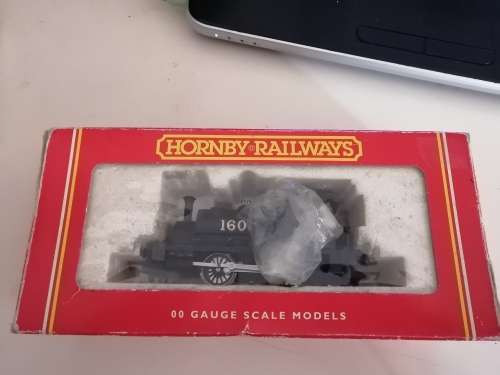 HORNBY RAILWAYS
160
00 GAUGE SCALE MODELS